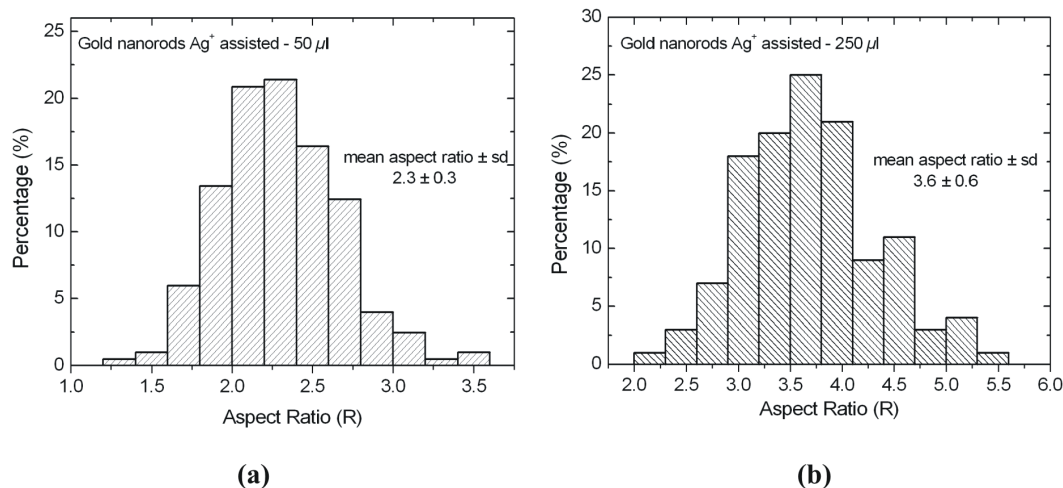 Gold nanorods Ag⁺ assisted - 50 µl
mean aspect ratio ± sd
2.3 ± 0.3
Percentage (%)
20
15
10
5
0
1.0 1.5 2.0 2.5 3.0 3.5
Aspect Ratio (R)
(a)
Gold nanorods Ag⁺ assisted - 250 µl
mean aspect ratio ± sd
3.6 ± 0.6
Percentage (%)
30
25
20
15
10
5
0
2.0 2.5 3.0 3.5 4.0 4.5 5.0 5.5 6.0
Aspect Ratio (R)
(b)